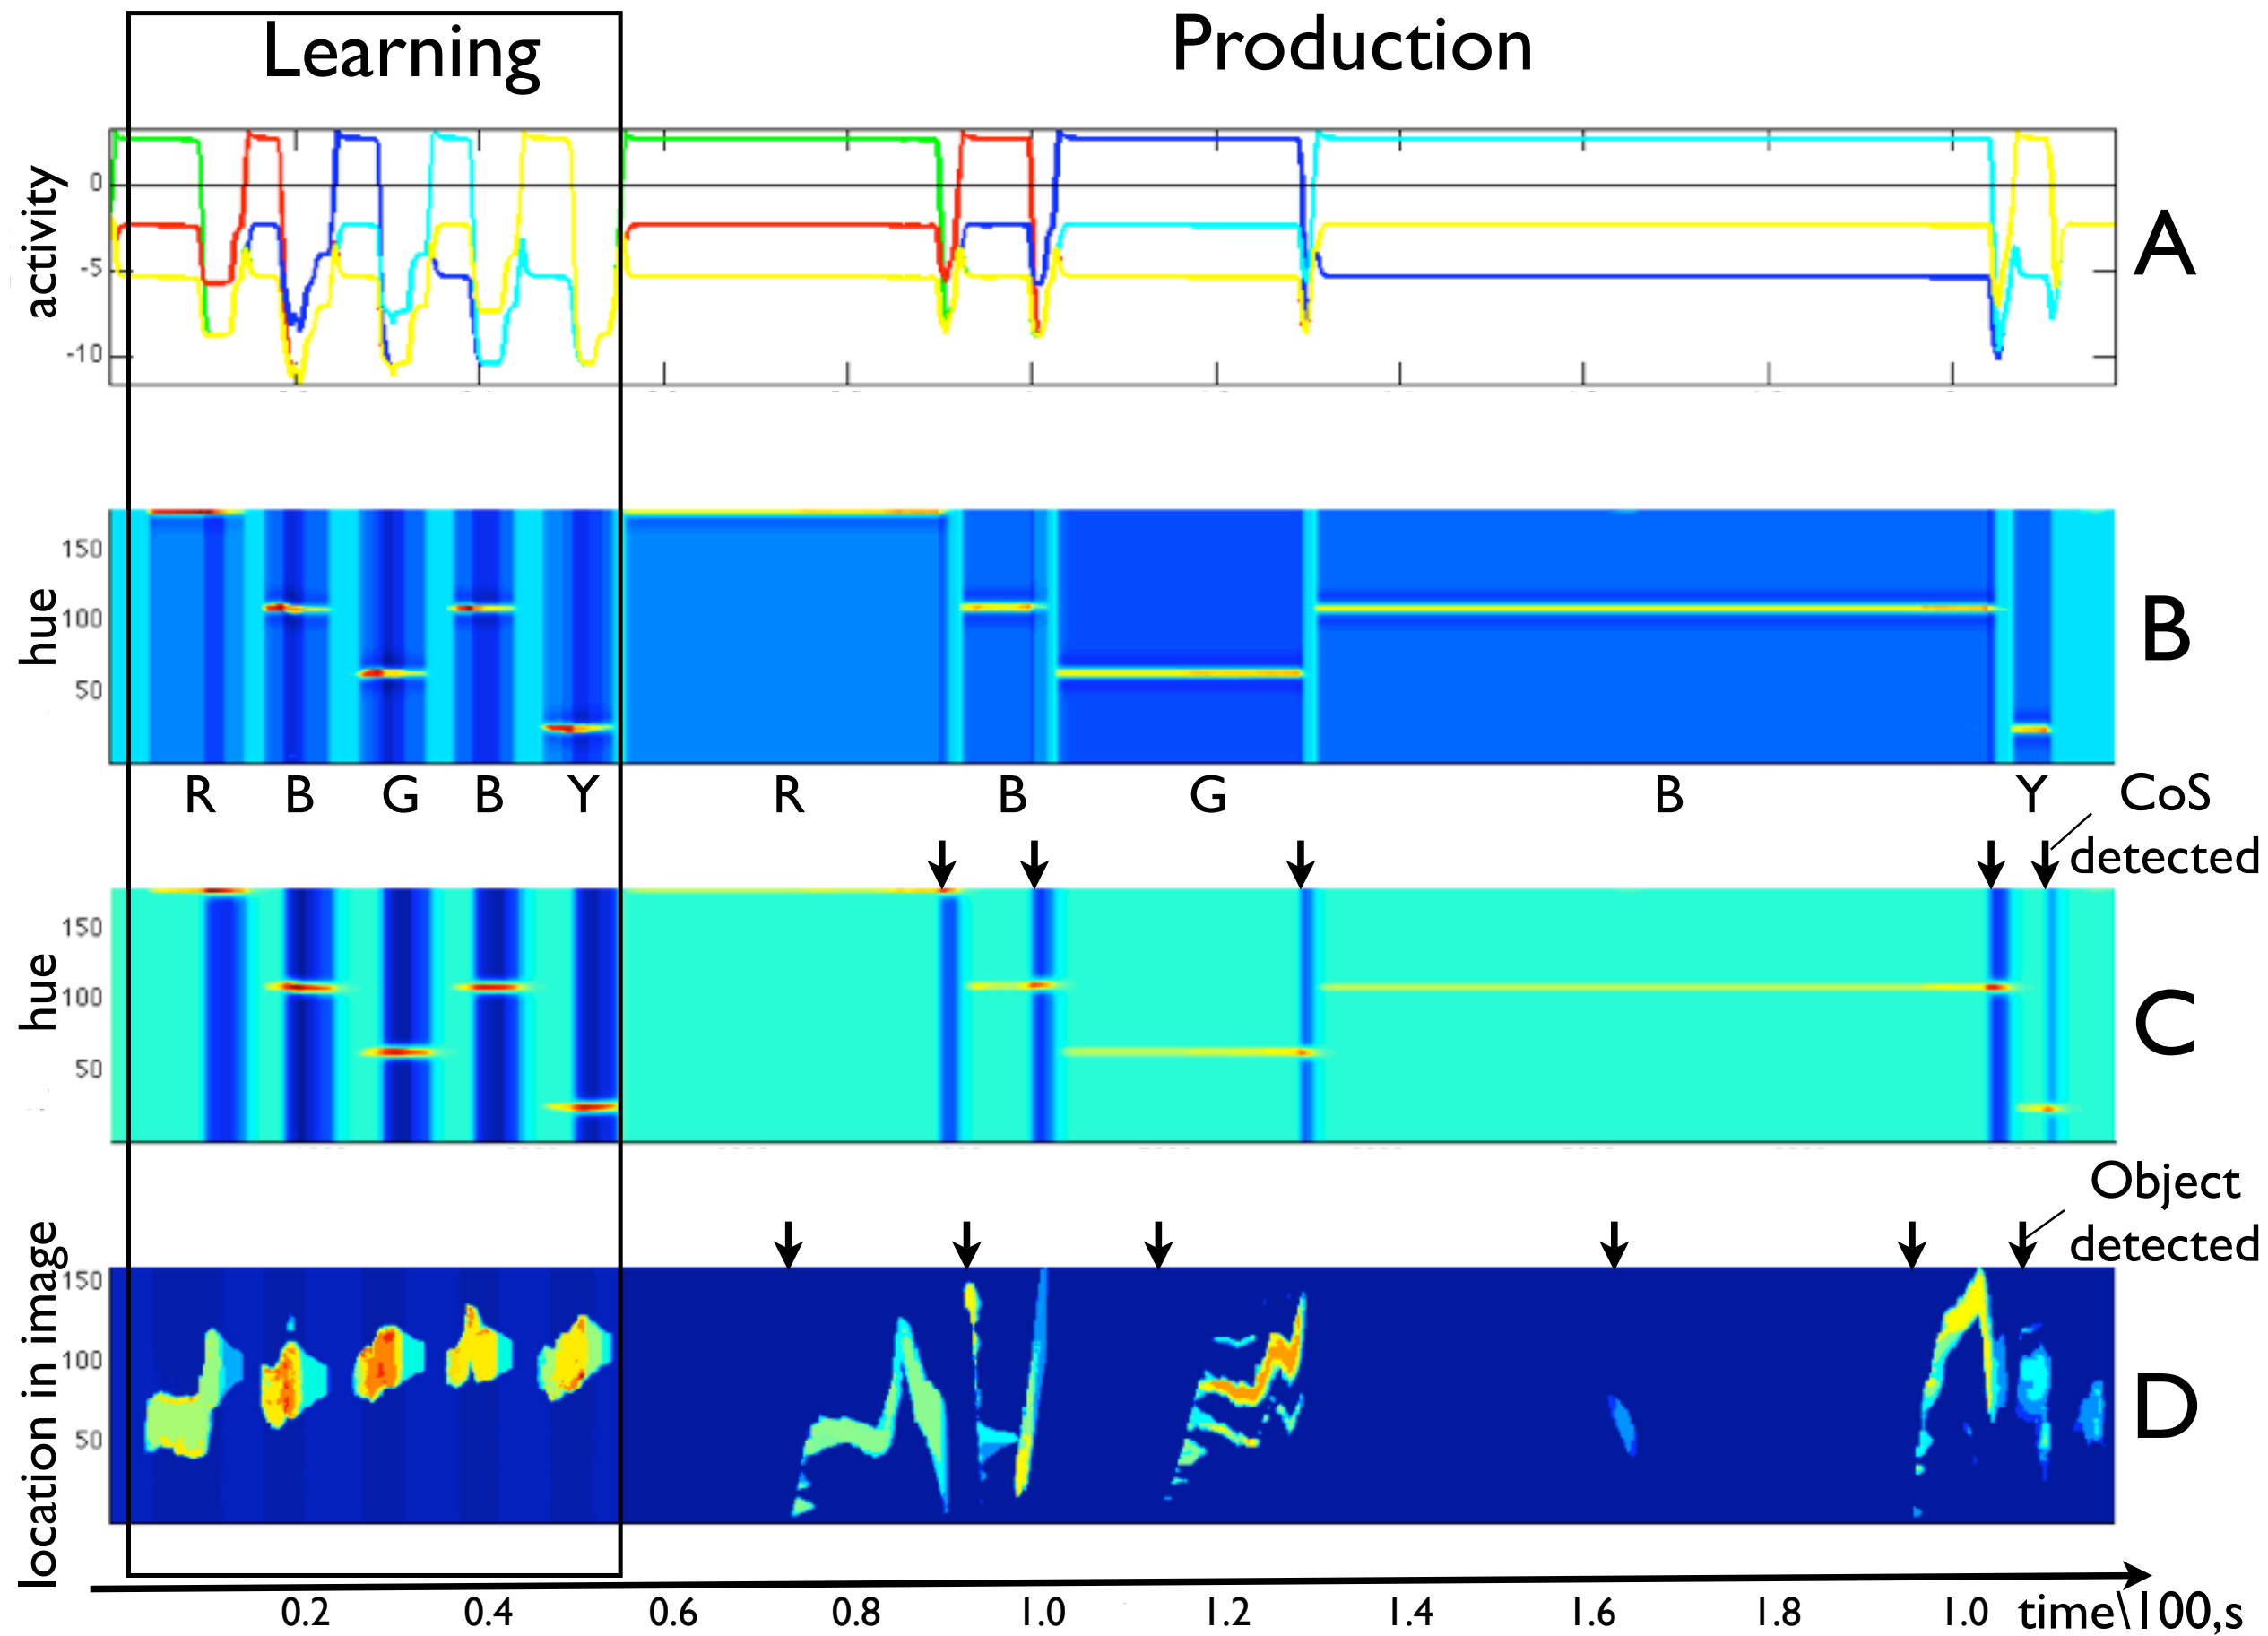 Learning
Production
activity
0
-5
-10
A
hue
150
100
50
B
R B G B Y R B G B Y
CoS
detected
hue
150
100
50
C
Object
detected
location in image
150
100
50
D
0.2 0.4 0.6 0.8 1.0 1.2 1.4 1.6 1.8 1.0 time\100,s